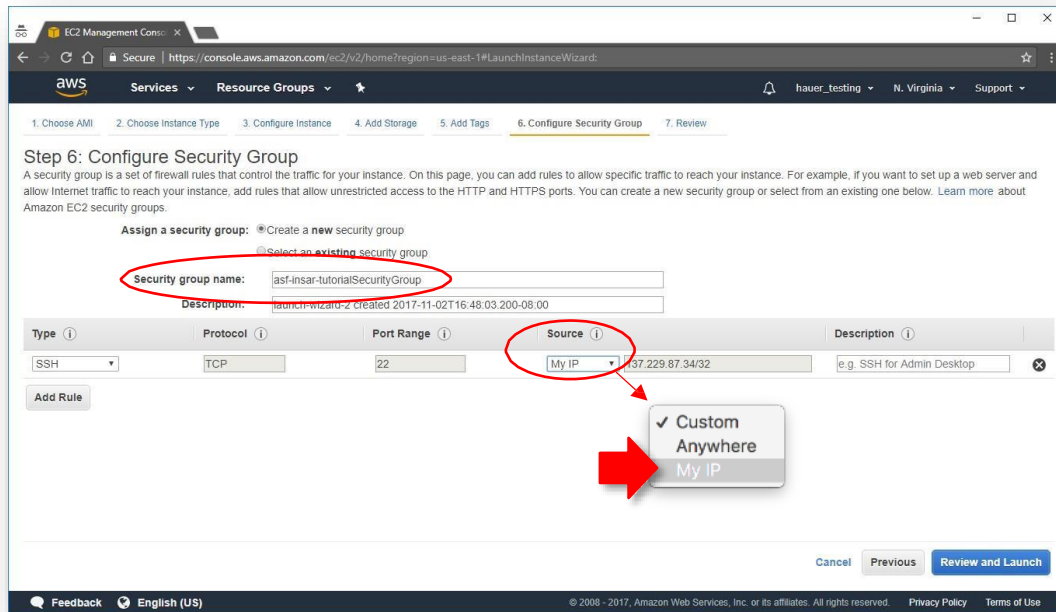 EC2 Management Conso
Secure | https://console.aws.amazon.com/ec2/v2/home?region=us-east-1#LaunchInstanceWizard:
aws Services Resource Groups hauer_testing N. Virginia Support
1. Choose AMI 2. Choose Instance Type 3. Configure Instance 4. Add Storage 5. Add Tags 6. Configure Security Group 7. Review
Step 6: Configure Security Group
A security group is a set of firewall rules that control the traffic for your instance. On this page, you can add rules to allow specific traffic to reach your instance. For example, if you want to set up a web server and
allow Internet traffic to reach your instance, add rules that allow unrestricted access to the HTTP and HTTPS ports. You can create a new security group or select from an existing one below. Learn more about
Amazon EC2 security groups.
Assign a security group: Create a new security group
Select an existing security group
Security group name: asf-insar-tutorialSecurityGroup
Description: launch-wizard-2 created 2017-11-02T16:48:03.200-08:00
Type Protocol Port Range Source Description
SSH TCP 22 My IP 137.229.87.34/32 e.g. SSH for Admin Desktop
Add Rule
✓ Custom
Anywhere
My IP
Cancel Previous Review and Launch
Feedback English (US) © 2008 - 2017, Amazon Web Services, Inc. or its affiliates. All rights reserved. Privacy Policy Terms of Use